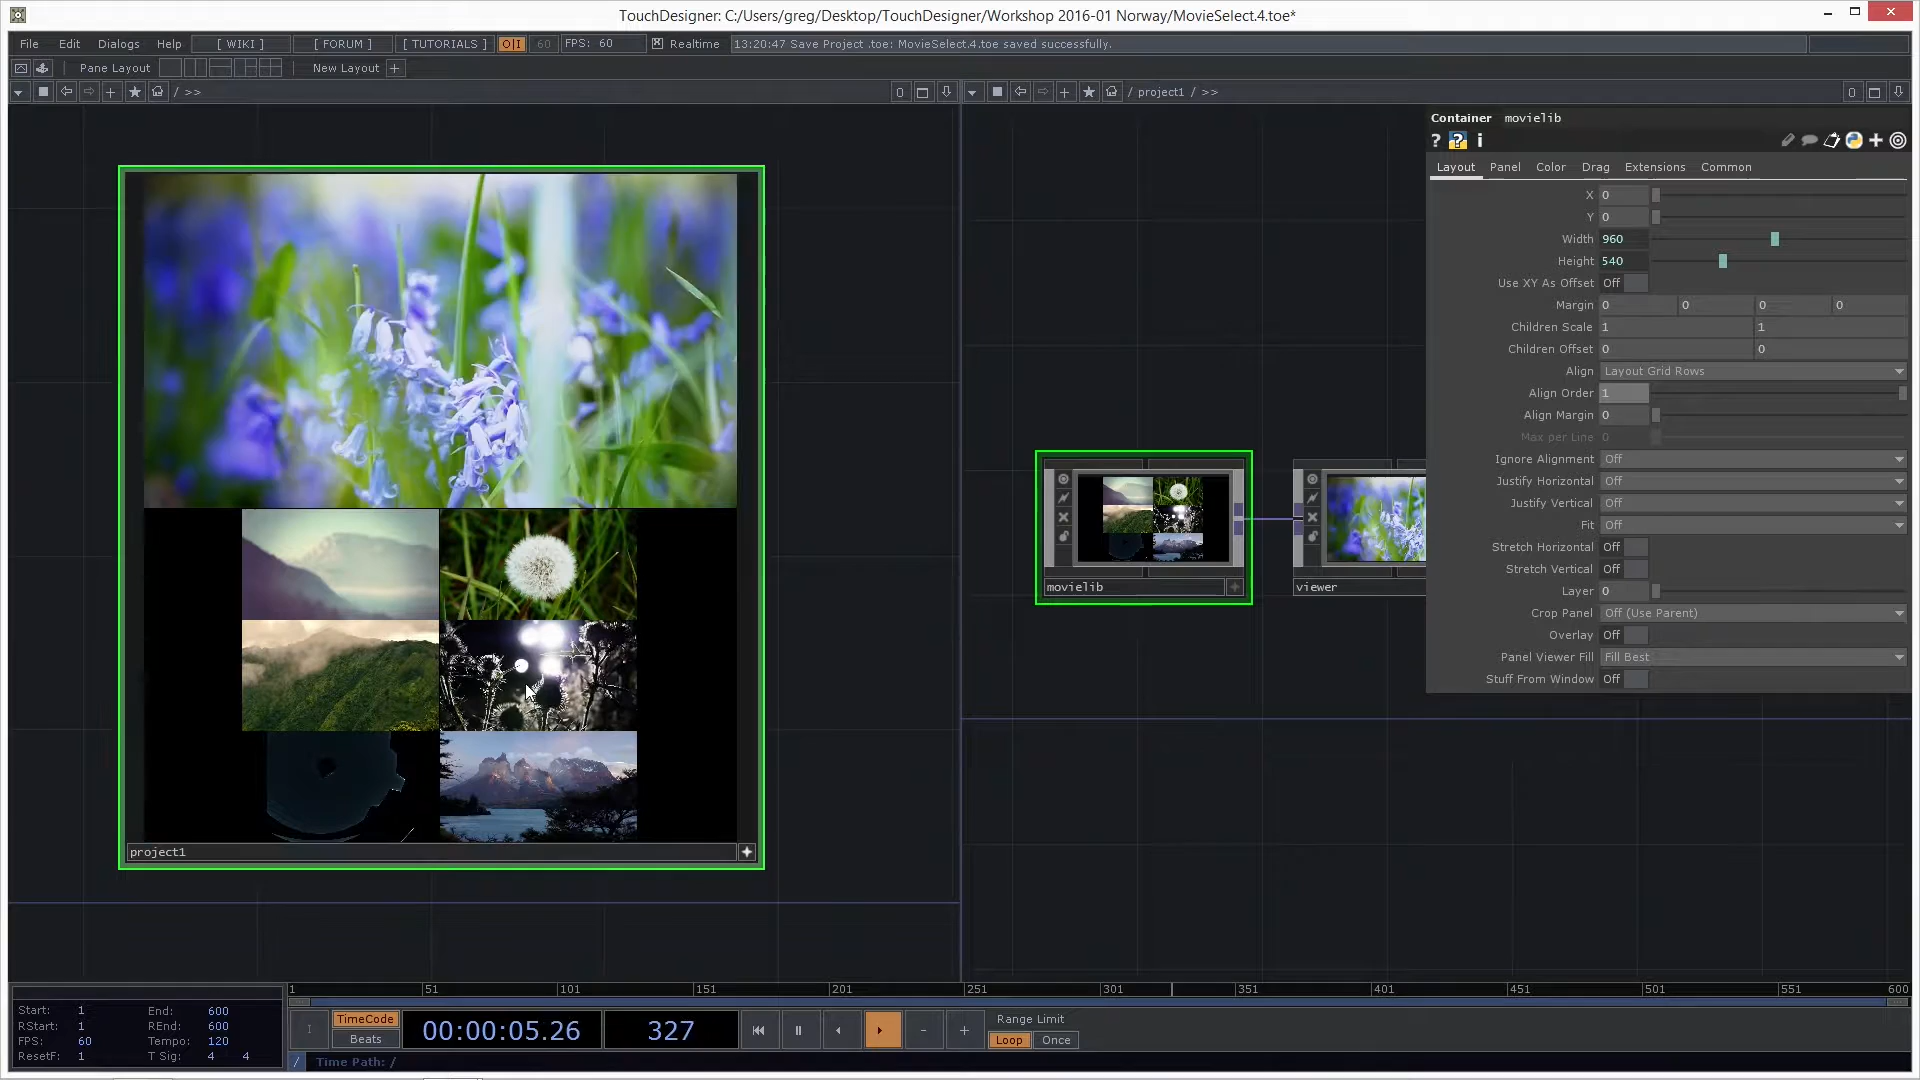 TouchDesigner: C:/Users/greg/Desktop/TouchDesigner/Workshop 2016-01 Norway/MovieSelect.4.toe*
File Edit Dialogs Help [ WIKI ] [ FORUM ] [ TUTORIALS ] O|I 60 FPS: 60 Realtime 13:20:47 Save Project .toe: MovieSelect.4.toe saved successfully.
Pane Layout New Layout +
/ >> 0 / project1 / >> 0
Container movielib
? ? i
Layout Panel Color Drag Extensions Common
X 0
Y 0
Width 960
Height 540
Use XY As Offset Off
Margin 0 0 0 0
Children Scale 1 1
Children Offset 0 0
Align Layout Grid Rows
Align Order 1
Align Margin 0
Max per Line 0
Ignore Alignment Off
Justify Horizontal Off
Justify Vertical Off
Fit Off
Stretch Horizontal Off
Stretch Vertical Off
Layer 0
Crop Panel Off (Use Parent)
Overlay Off
Panel Viewer Fill Fill Best
Stuff From Window Off
movielib
viewer
project1
1 51 101 151 201 251 301 351 401 451 501 551 600
Start: 1 End: 600
RStart: 1 REnd: 600
FPS: 60 Tempo: 120
ResetF: 1 T Sig: 4 4
TimeCode
Beats
00:00:05.26
327
Range Limit
Loop Once
/ Time Path: /